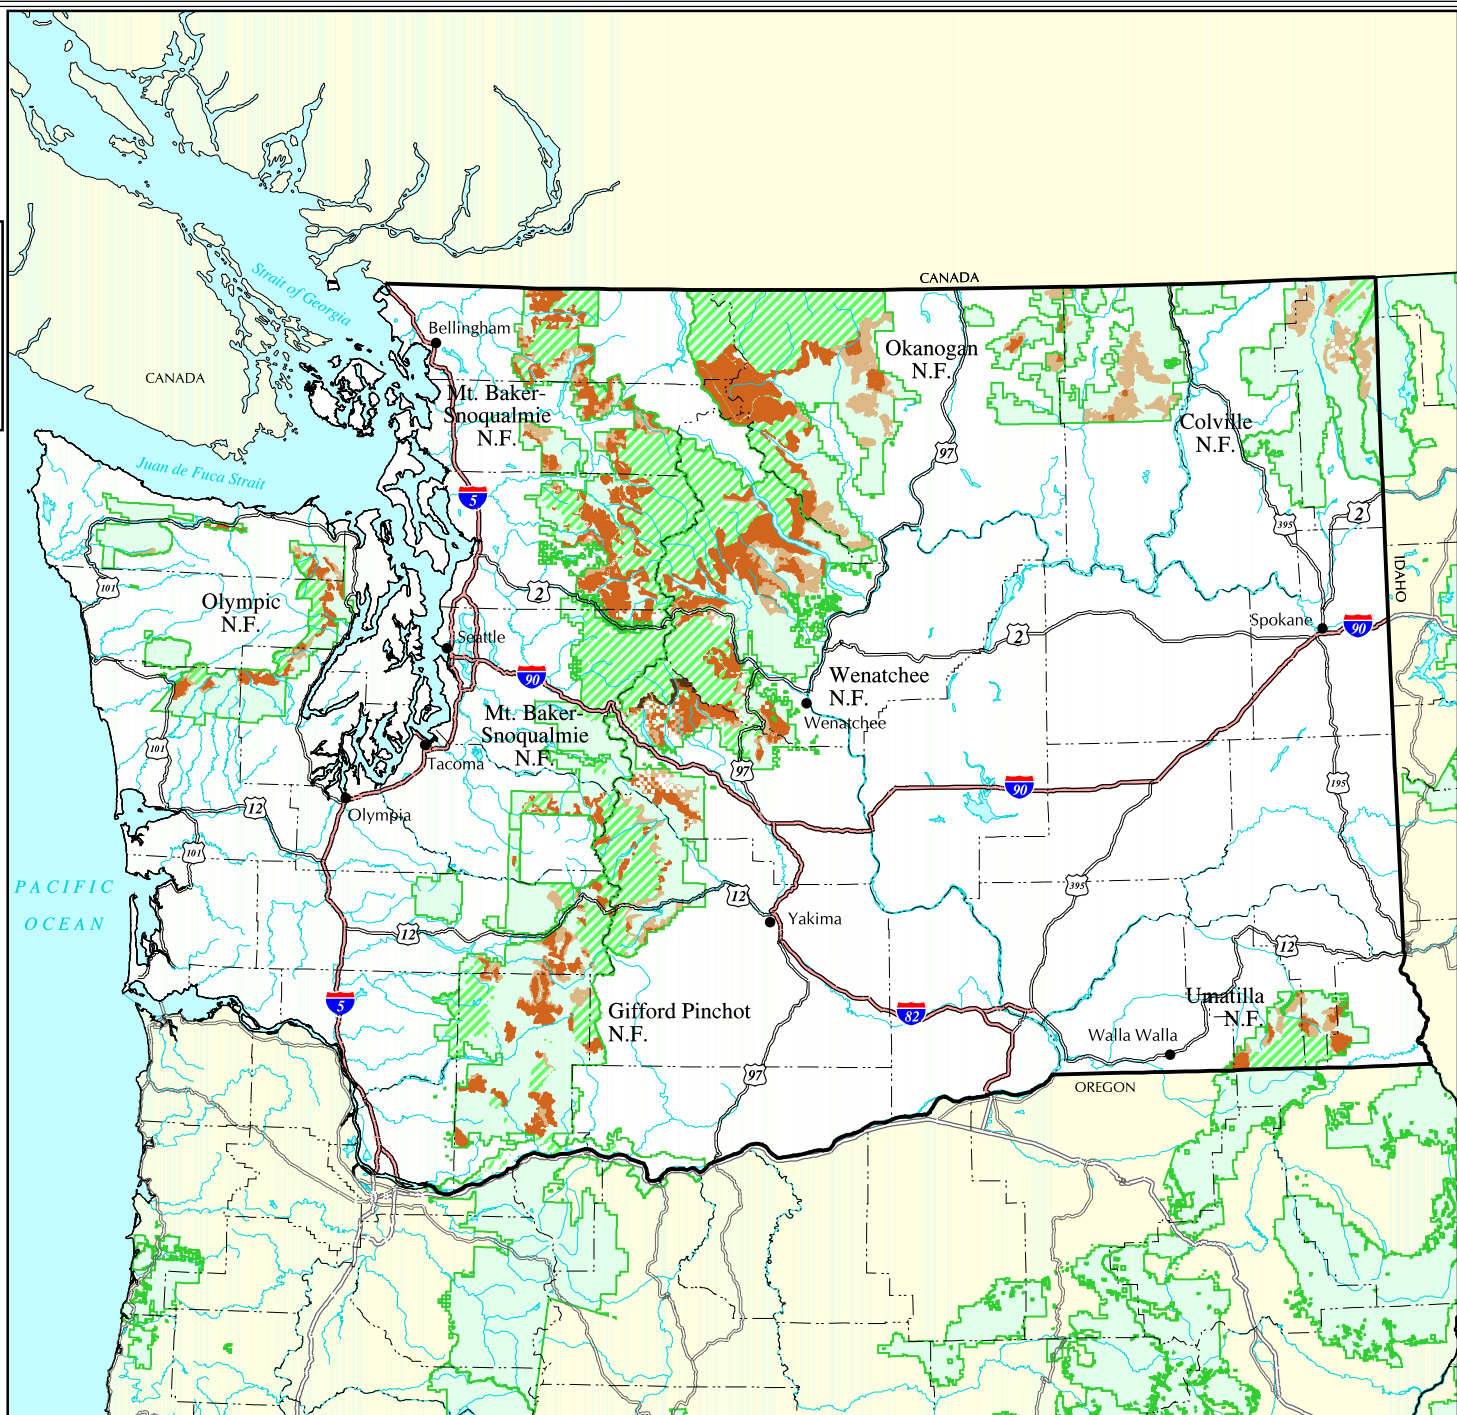 CANADA
Strait of Georgia
Bellingham
Okanogan
N.F.
CANADA
Mt. Baker-
Snoqualmie
N.F.
Colville
N.F.
97
Juan de Fuca Strait
5
2
395
101
IDAHO
Olympic
N.F.
2
Seattle
2
Spokane
90
90
Wenatchee
N.F.
Mt. Baker-
Snoqualmie
N.F.
Wenatchee
101
Tacoma
97
90
195
12
Olympia
101
PACIFIC
OCEAN
395
12
Yakima
12
12
5
Gifford Pinchot
N.F.
82
Umatilla
N.F.
Walla Walla
97
OREGON